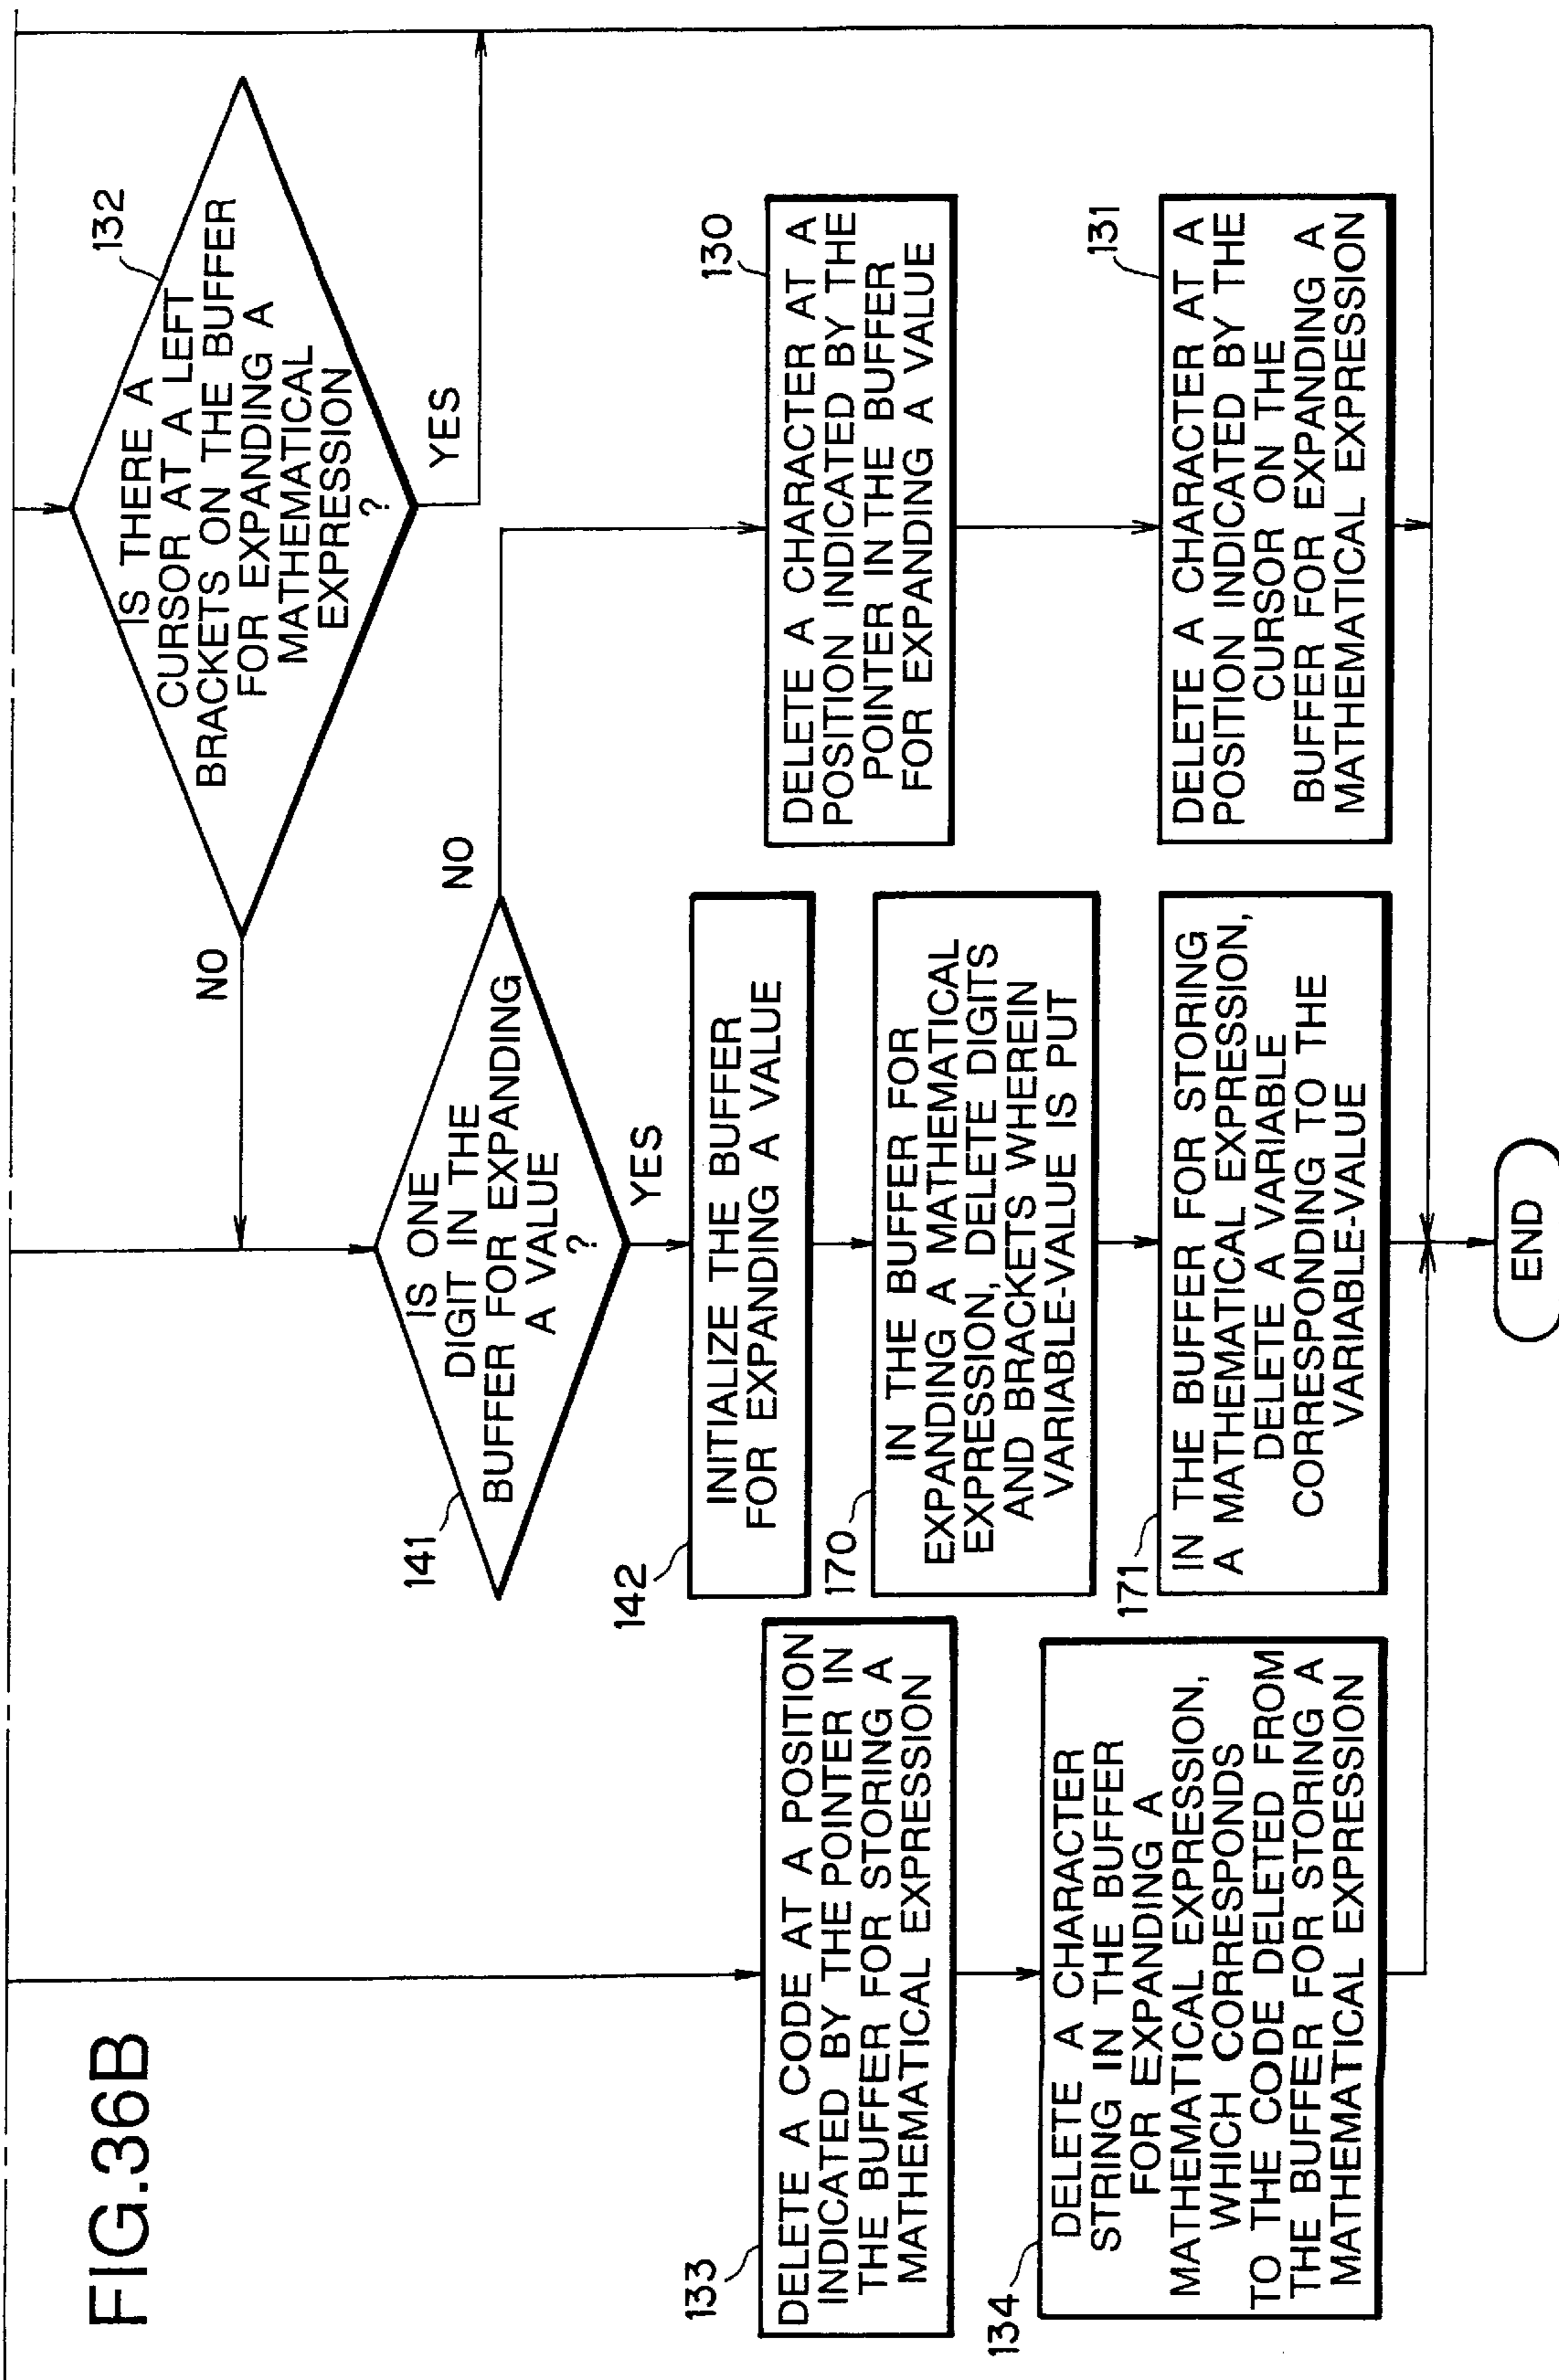 FIG.36B
132
IS THERE A
CURSOR AT A LEFT
BRACKETS ON THE BUFFER
FOR EXPANDING A
MATHEMATICAL
EXPRESSION
?
NO
YES
141
IS ONE
DIGIT IN THE
BUFFER FOR EXPANDING
A VALUE
?
NO
YES
133
DELETE A CODE AT A POSITION
INDICATED BY THE POINTER IN
THE BUFFER FOR STORING A
MATHEMATICAL EXPRESSION
134
DELETE A CHARACTER
STRING IN THE BUFFER
FOR EXPANDING A
MATHEMATICAL EXPRESSION,
WHICH CORRESPONDS
TO THE CODE DELETED FROM
THE BUFFER FOR STORING A
MATHEMATICAL EXPRESSION
142
INITIALIZE THE BUFFER
FOR EXPANDING A VALUE
170
IN THE BUFFER FOR
EXPANDING A MATHEMATICAL
EXPRESSION, DELETE DIGITS
AND BRACKETS WHEREIN
VARIABLE-VALUE IS PUT
171
IN THE BUFFER FOR STORING
A MATHEMATICAL EXPRESSION,
DELETE A VARIABLE
CORRESPONDING TO THE
VARIABLE-VALUE
130
DELETE A CHARACTER AT A
POSITION INDICATED BY THE
POINTER IN THE BUFFER
FOR EXPANDING A VALUE
131
DELETE A CHARACTER AT A
POSITION INDICATED BY THE
CURSOR ON THE
BUFFER FOR EXPANDING A
MATHEMATICAL EXPRESSION
END